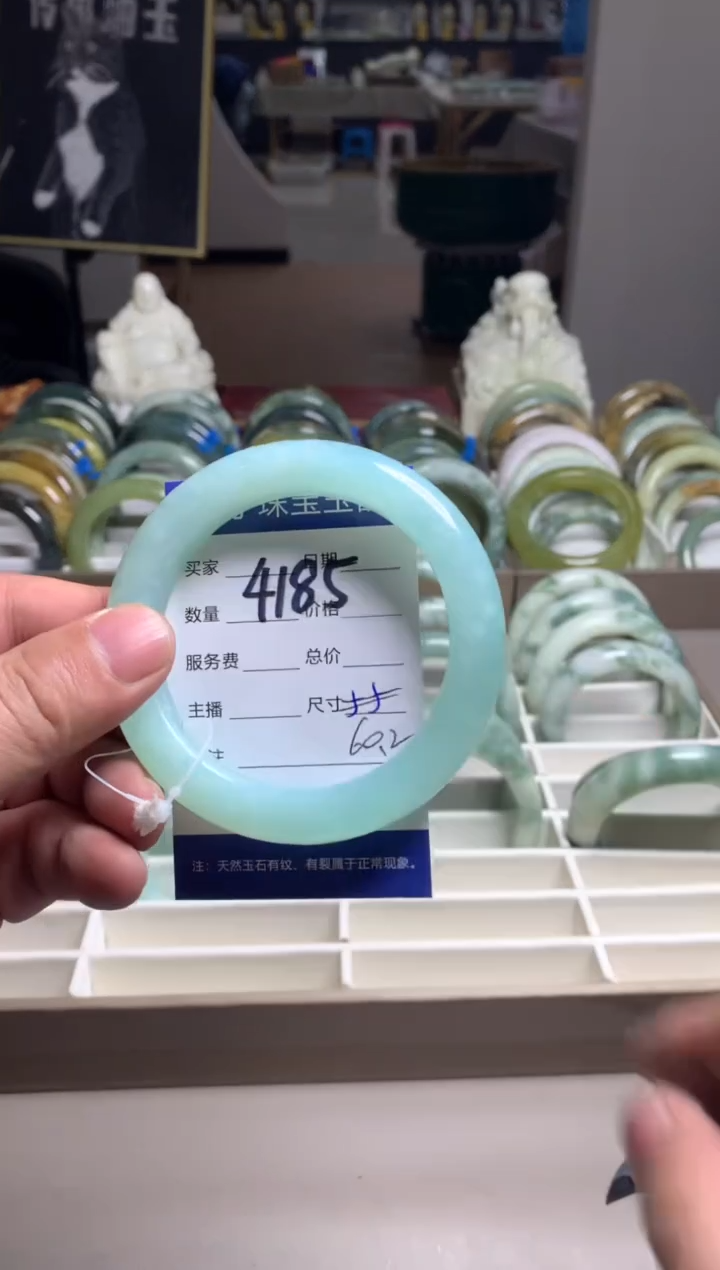 珠宝玉
买家 日期
4185
数量 价格
服务费 总价
主播 尺寸
60.2
注
注：天然玉石有纹、有裂属于正常现象。